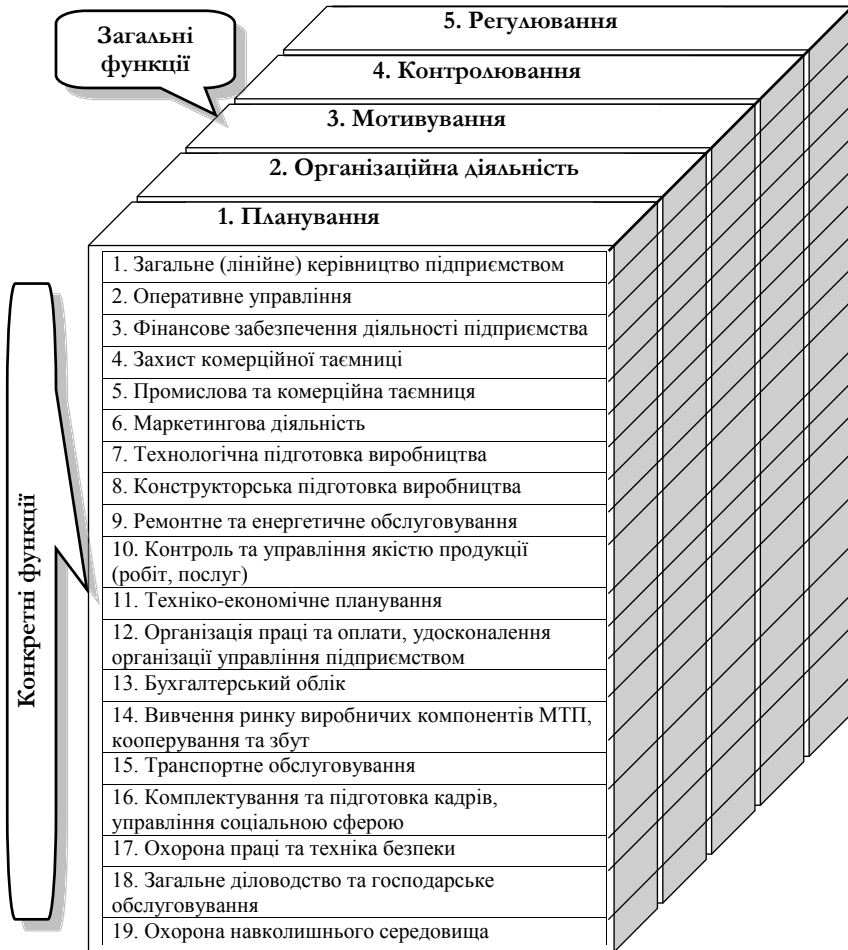 Загальні
функції
5. Регулювання
4. Контролювання
3. Мотивування
2. Організаційна діяльність
1. Планування
Конкретні функції
1. Загальне (лінійне) керівництво підприємством
2. Оперативне управління
3. Фінансове забезпечення діяльності підприємства
4. Захист комерційної таємниці
5. Промислова та комерційна таємниця
6. Маркетингова діяльність
7. Технологічна підготовка виробництва
8. Конструкторська підготовка виробництва
9. Ремонтне та енергетичне обслуговування
10. Контроль та управління якістю продукції
(робіт, послуг)
11. Техніко-економічне планування
12. Організація праці та оплати, удосконалення
організації управління підприємством
13. Бухгалтерський облік
14. Вивчення ринку виробничих компонентів МТП,
кооперування та збут
15. Транспортне обслуговування
16. Комплектування та підготовка кадрів,
управління соціальною сферою
17. Охорона праці та техніка безпеки
18. Загальне діловодство та господарське
обслуговування
19. Охорона навколишнього середовища